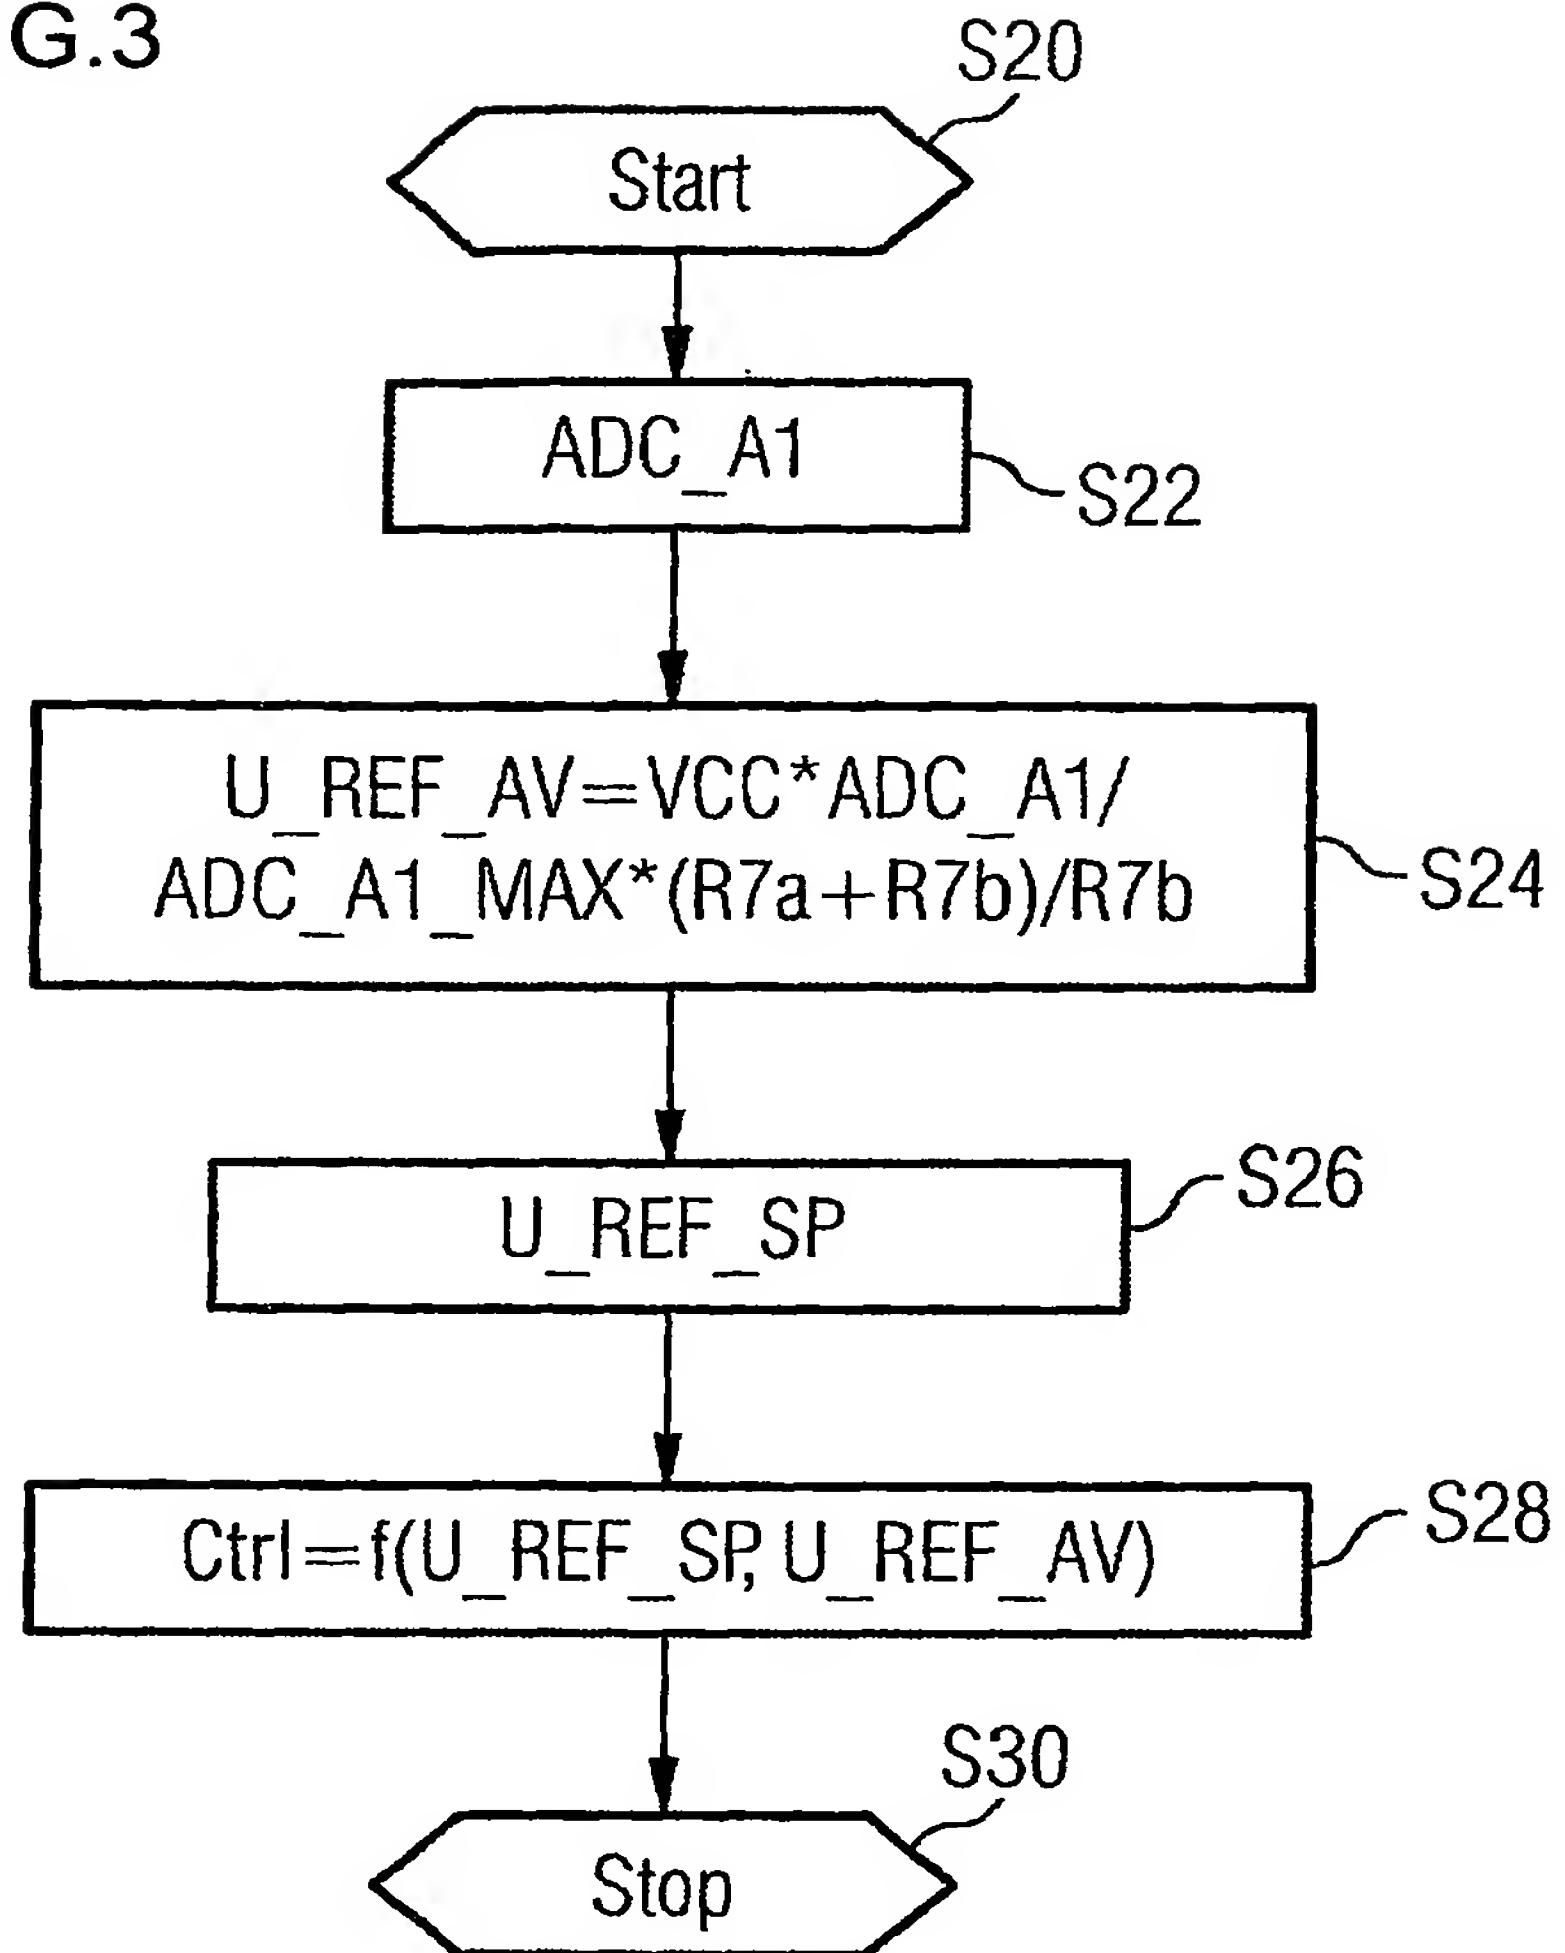 G.3
S20
Start
ADC_A1
S22
U_REF_AV=VCC*ADC_A1/
ADC_A1_MAX*(R7a+R7b)/R7b
S24
S26
U_REF_SP
S28
Ctrl=f(U_REF_SP, U_REF_AV)
S30
Stop